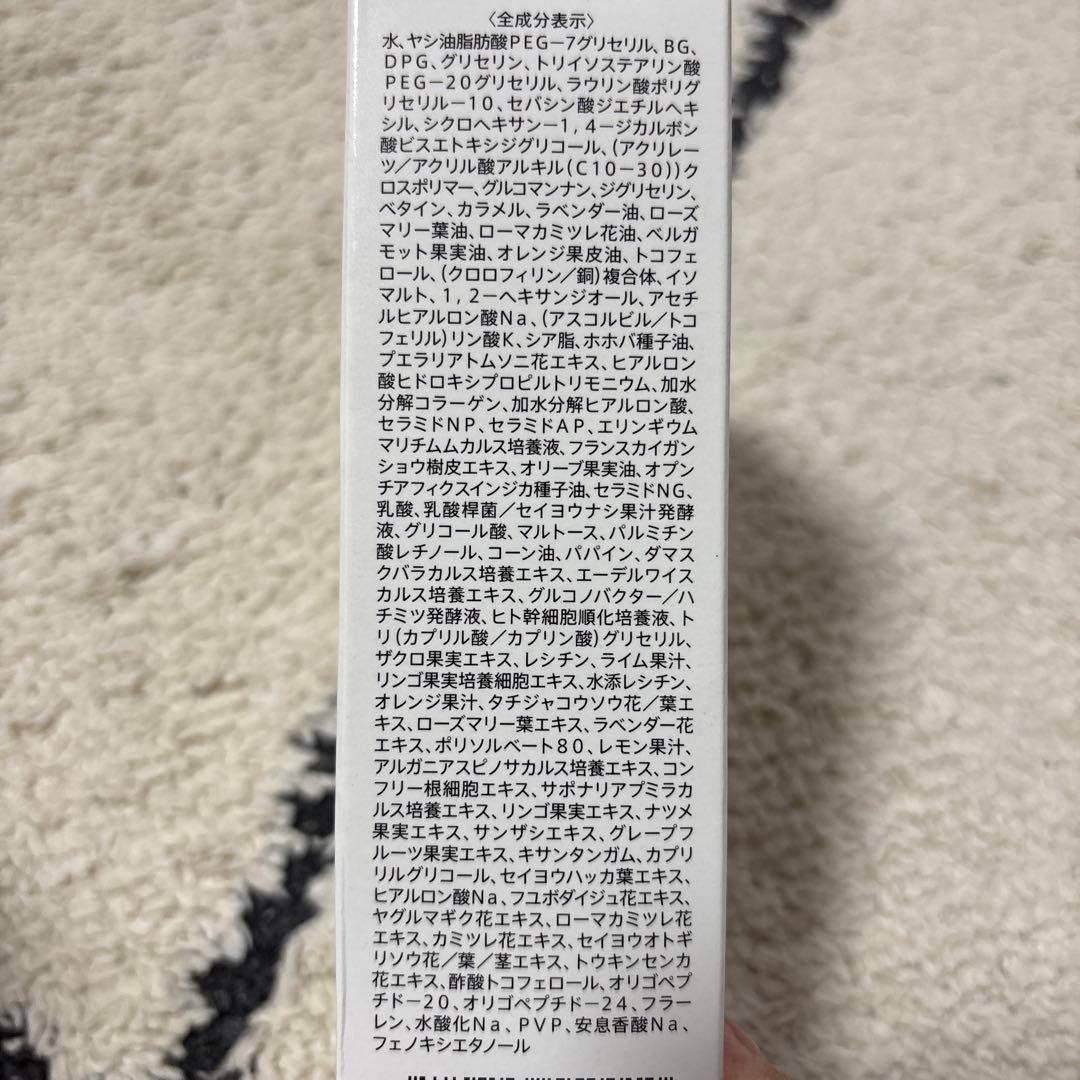 〈全成分表示〉
水、ヤシ油脂肪酸PEG－7グリセリル、BG、
DPG、グリセリン、トリイソステアリン酸
PEG－20グリセリル、ラウリン酸ポリグ
リセリル－10、セバシン酸ジエチルヘキ
シル、シクロヘキサン－1，4－ジカルボン
酸ビスエトキシジグリコール、（アクリレー
ツ／アクリル酸アルキル（C10－30））ク
ロスポリマー、グルコマンナン、ジグリセリン、
ベタイン、カラメル、ラベンダー油、ローズ
マリー葉油、ローマカミツレ花油、ベルガ
モット果実油、オレンジ果皮油、トコフェ
ロール、（クロロフィリン／銅）複合体、イソ
マルト、1，2－ヘキサンジオール、アセチ
ルヒアルロン酸Na、（アスコルビル／トコ
フェリル）リン酸K、シア脂、ホホバ種子油、
プエラリアトムソニ花エキス、ヒアルロン
酸ヒドロキシプロピルトリモニウム、加水
分解コラーゲン、加水分解ヒアルロン酸、
セラミドNP、セラミドAP、エリンギウム
マリチムムカルス培養液、フランスカイガン
ショウ樹皮エキス、オリーブ果実油、オプン
チアフィクスインジカ種子油、セラミドNG、
乳酸、乳酸桿菌／セイヨウナシ果汁発酵
液、グリコール酸、マルトース、パルミチン
酸レチノール、コーン油、パパイン、ダマス
クバラカルス培養エキス、エーデルワイス
カルス培養エキス、グルコノバクター／ハ
チミツ発酵液、ヒト幹細胞順化培養液、ト
リ（カプリル酸／カプリン酸）グリセリル、
ザクロ果実エキス、レシチン、ライム果汁、
リンゴ果実培養細胞エキス、水添レシチン、
オレンジ果汁、タチジャコウソウ花／葉エ
キス、ローズマリー葉エキス、ラベンダー花
エキス、ポリソルベート80、レモン果汁、
アルガニアスピノサカルス培養エキス、コン
フリー根細胞エキス、サポナリアプミラカ
ルス培養エキス、リンゴ果実エキス、ナツメ
果実エキス、サンザシエキス、グレープフ
ルーツ果実エキス、キサンタンガム、カプリ
リルグリコール、セイヨウハッカ葉エキス、
ヒアルロン酸Na、フユボダイジュ花エキス、
ヤグルマギク花エキス、ローマカミツレ花
エキス、カミツレ花エキス、セイヨウオトギ
リソウ花／葉／茎エキス、トウキンセンカ
花エキス、酢酸トコフェロール、オリゴペプ
チド－20、オリゴペプチド－24、フラー
レン、水酸化Na、PVP、安息香酸Na、
フェノキシエタノール